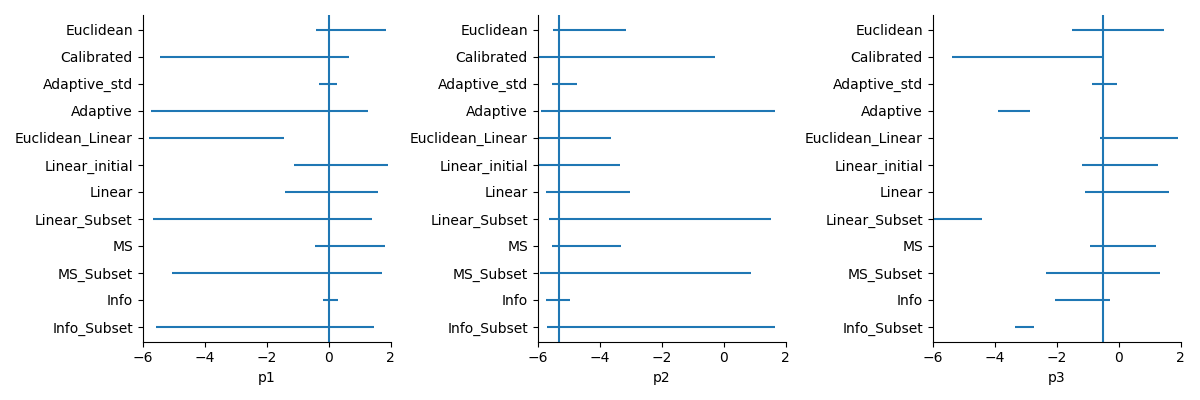 Euclidean
Calibrated
Adaptive_std
Adaptive
Euclidean_Linear
Linear_initial
Linear
Linear_Subset
MS
MS_Subset
Info
Info_Subset
−6 −4 −2 0 2
p1
Euclidean
Calibrated
Adaptive_std
Adaptive
Euclidean_Linear
Linear_initial
Linear
Linear_Subset
MS
MS_Subset
Info
Info_Subset
−6 −4 −2 0 2
p2
Euclidean
Calibrated
Adaptive_std
Adaptive
Euclidean_Linear
Linear_initial
Linear
Linear_Subset
MS
MS_Subset
Info
Info_Subset
−6 −4 −2 0 2
p3